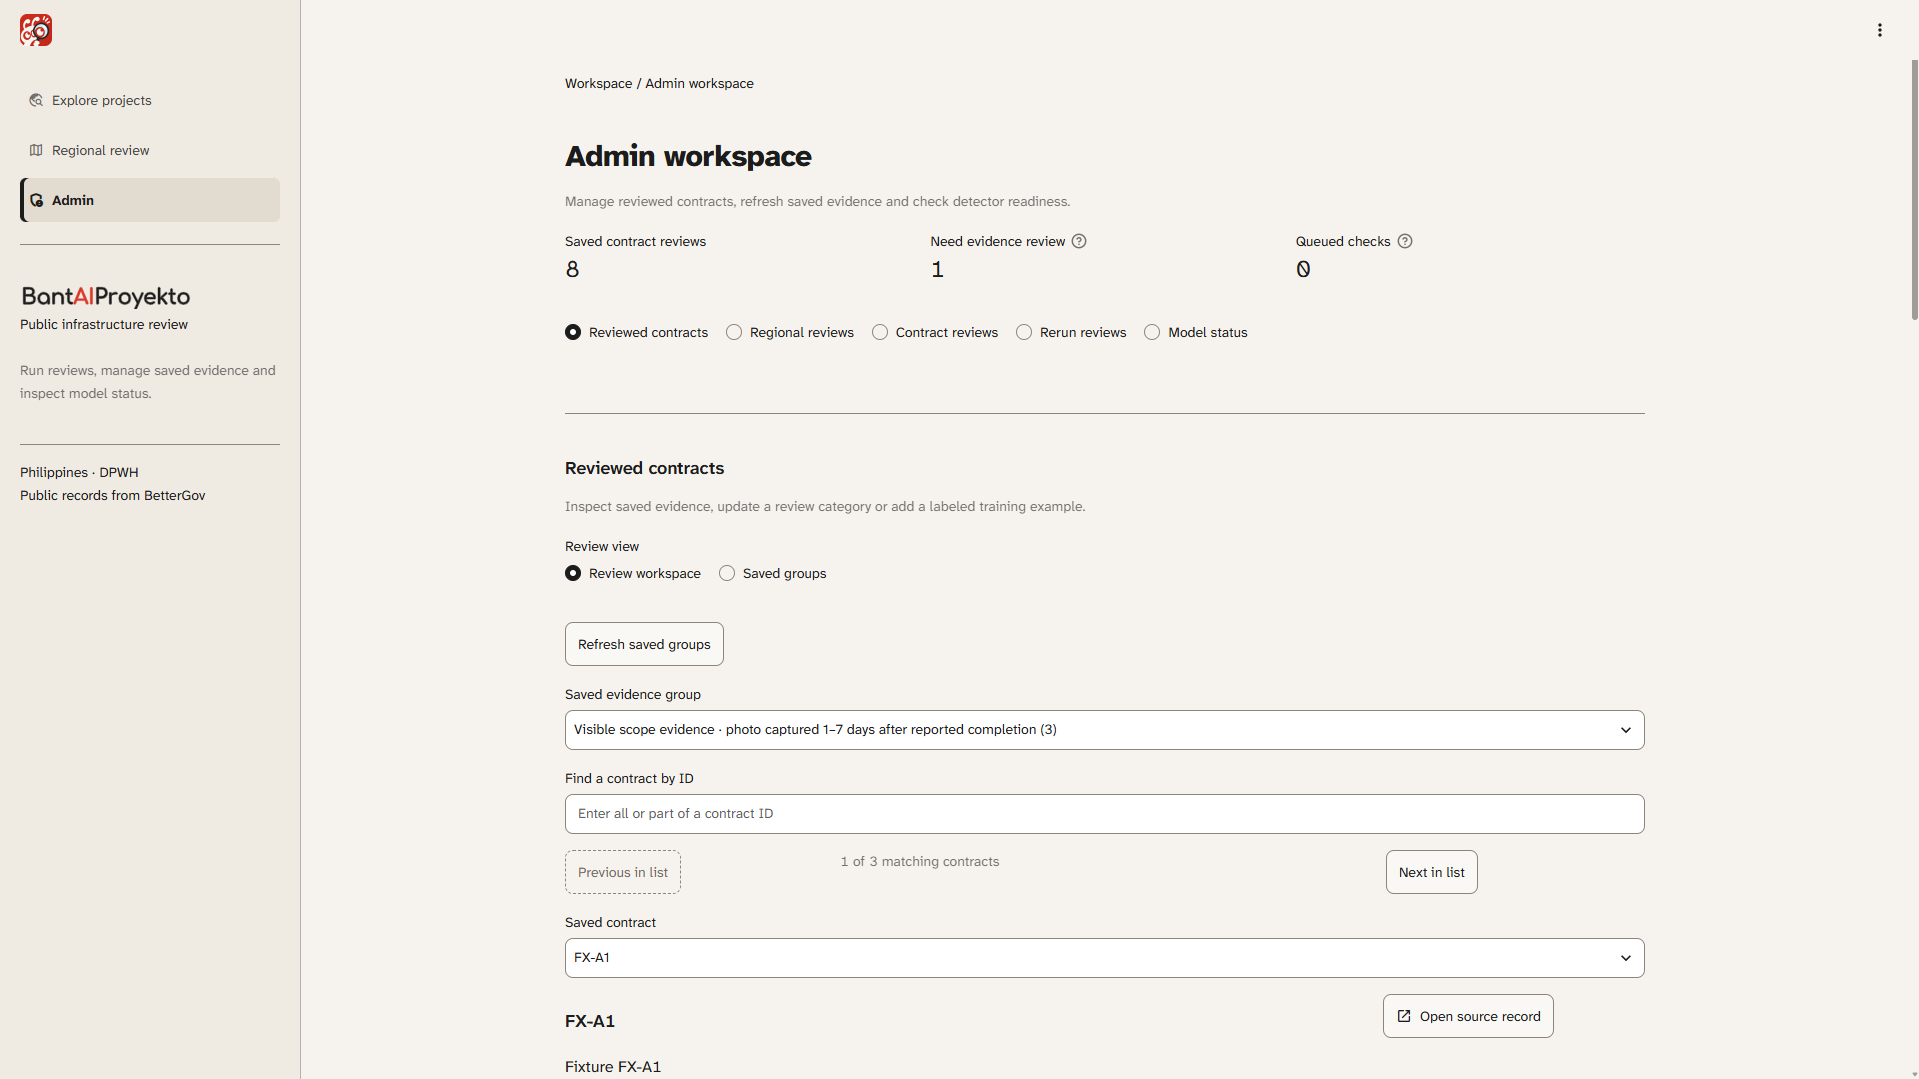 Explore projects
Regional review
Admin
BantAIProyekto
Public infrastructure review
Run reviews, manage saved evidence and
inspect model status.
Philippines · DPWH
Public records from BetterGov
Workspace / Admin workspace
Admin workspace
Manage reviewed contracts, refresh saved evidence and check detector readiness.
Saved contract reviews
8
Need evidence review
1
Queued checks
0
Reviewed contracts
Regional reviews
Contract reviews
Rerun reviews
Model status
Reviewed contracts
Inspect saved evidence, update a review category or add a labeled training example.
Review view
Review workspace
Saved groups
Refresh saved groups
Saved evidence group
Visible scope evidence · photo captured 1–7 days after reported completion (3)
Find a contract by ID
Enter all or part of a contract ID
Previous in list
1 of 3 matching contracts
Next in list
Saved contract
FX-A1
FX-A1
Open source record
Fixture FX-A1